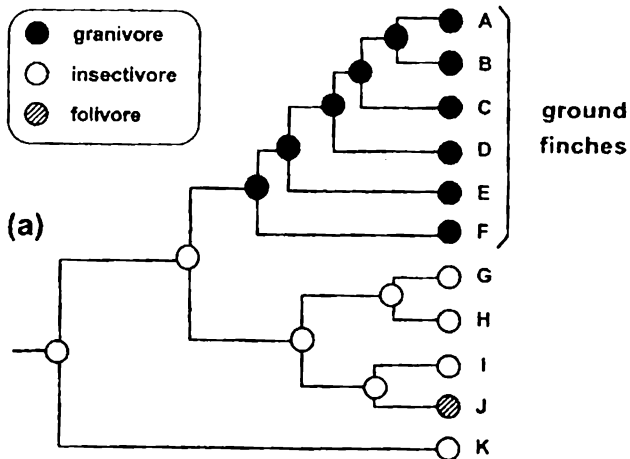 granivore
insectivore
folivore
(a)
A
B
C
D
E
F
ground
finches
G
H
I
J
K